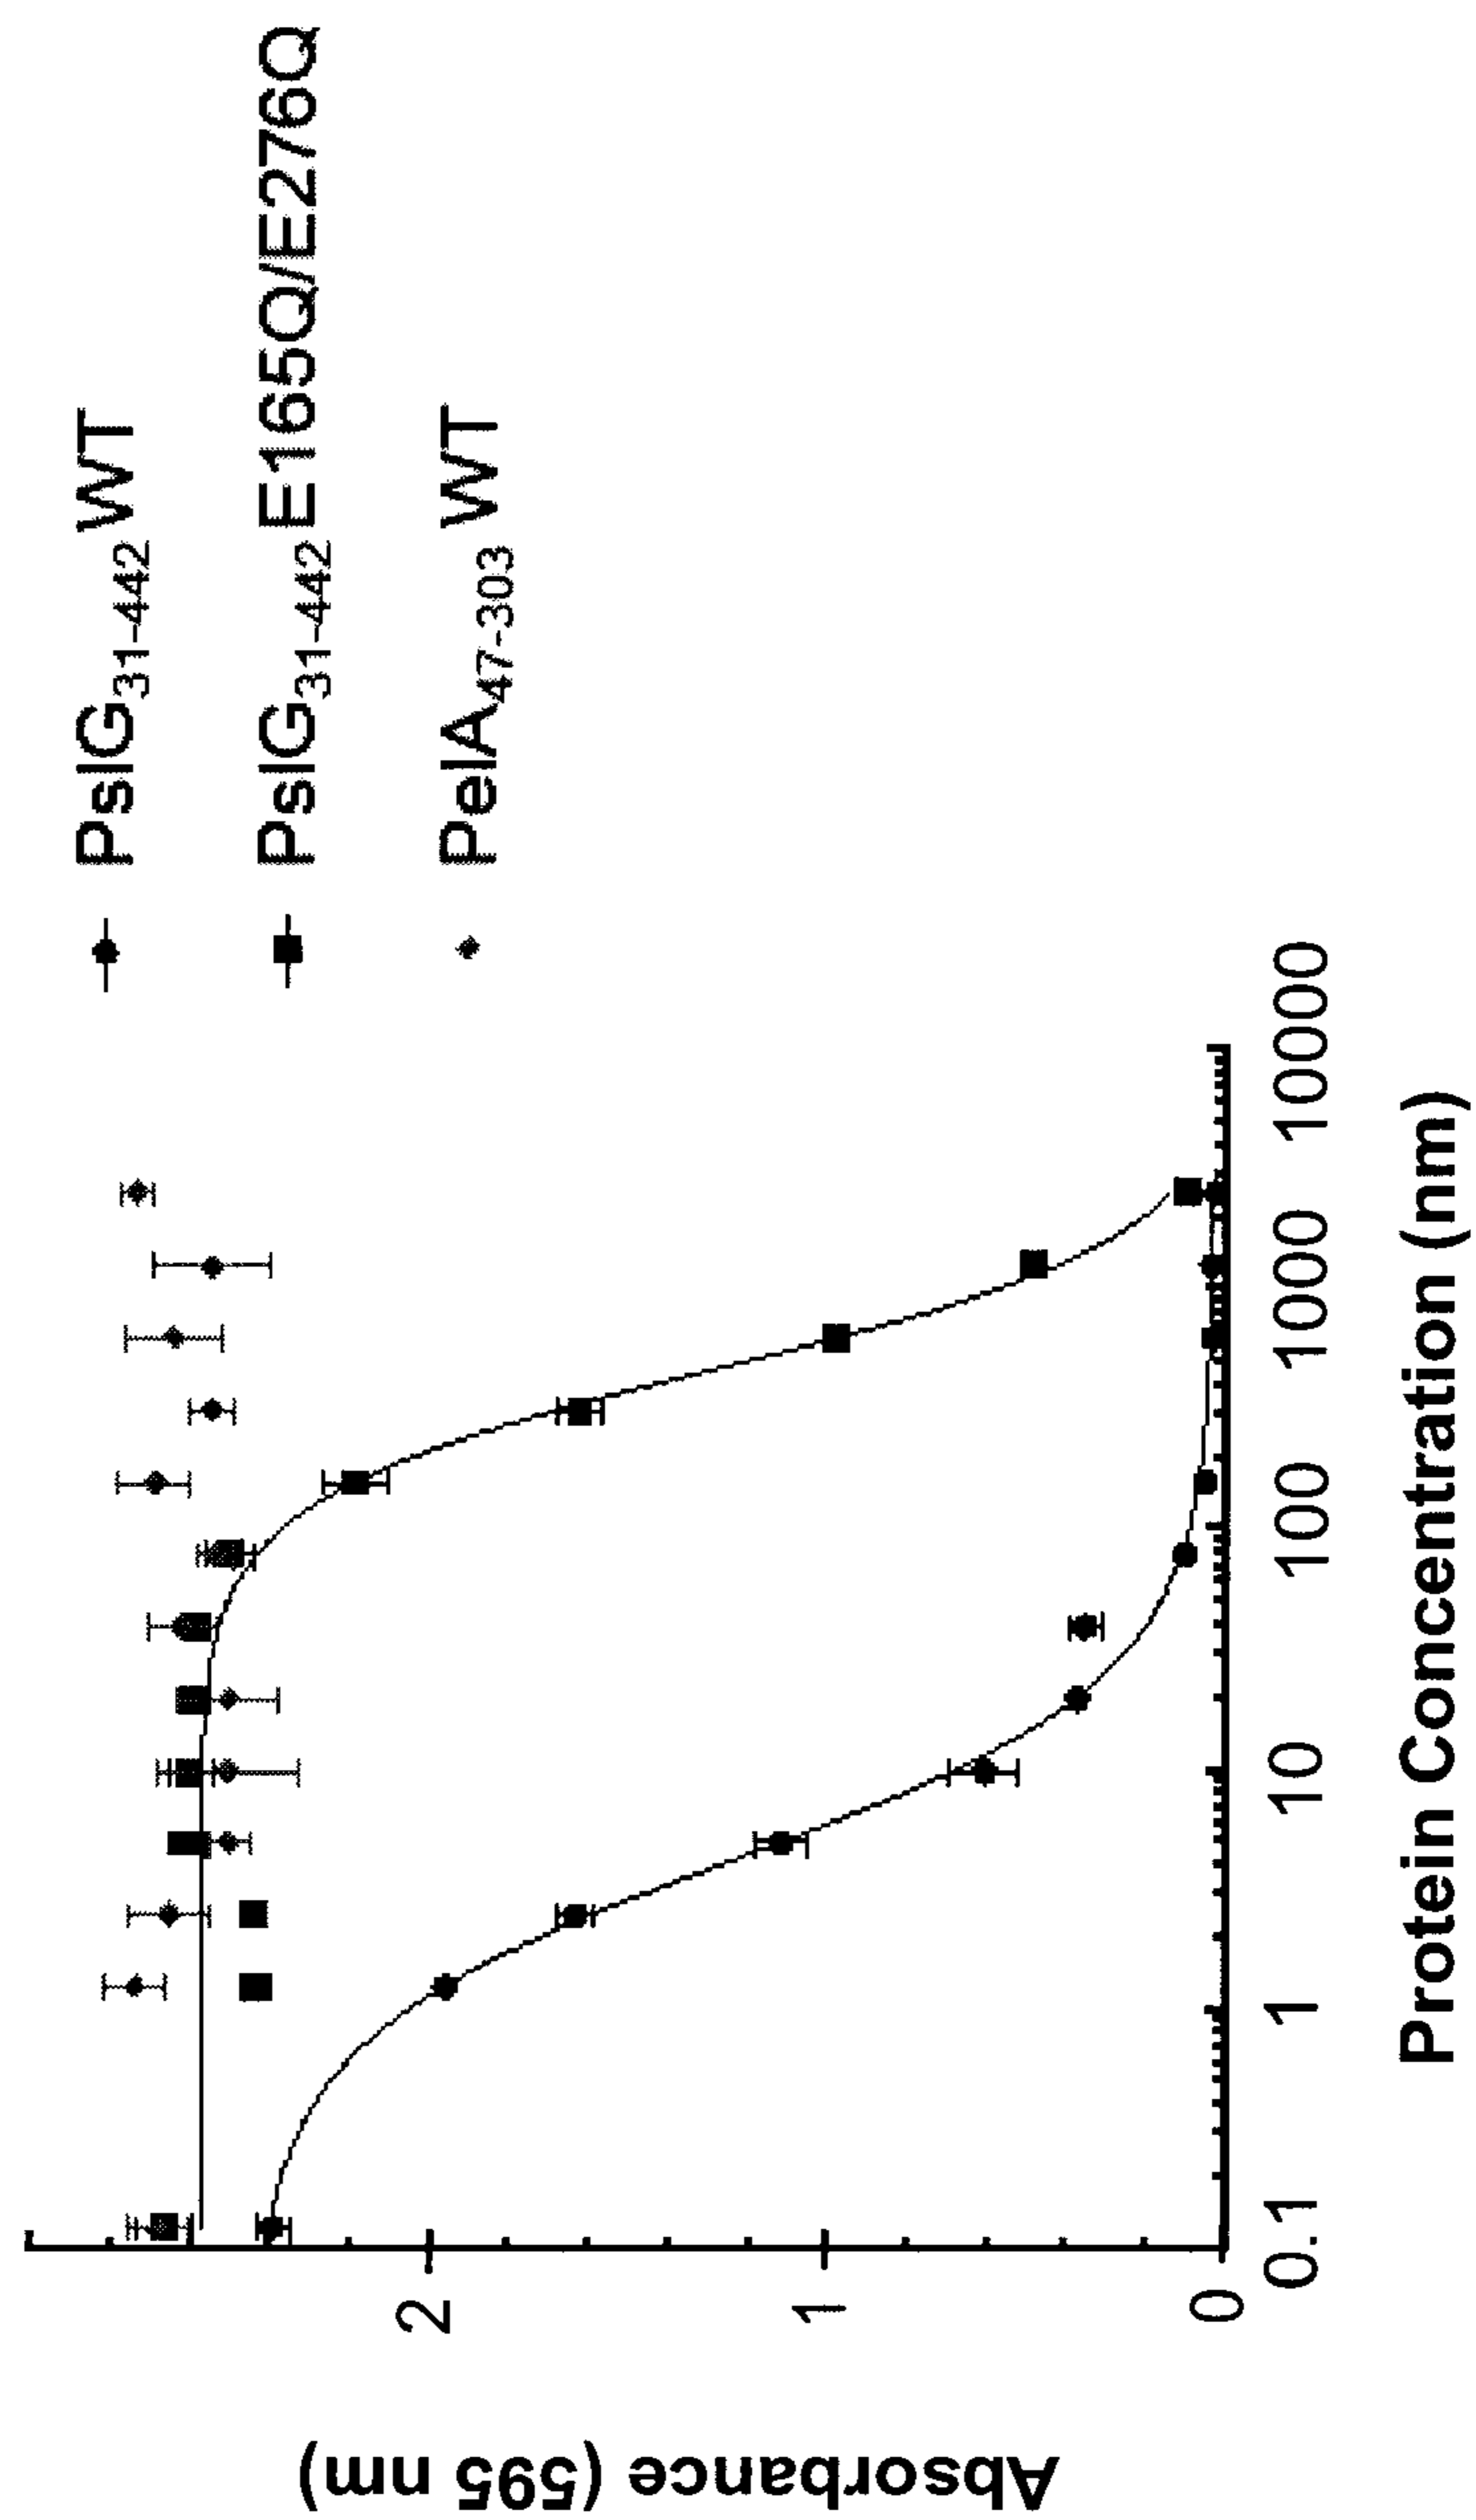 PslG31-442 WT
PslG31-442 E165Q/E276Q
PelA47-303 WT
Absorbance (595 nm)
2
1
0
0.1
1
10
100
1000
10000
Protein Concentration (nm)